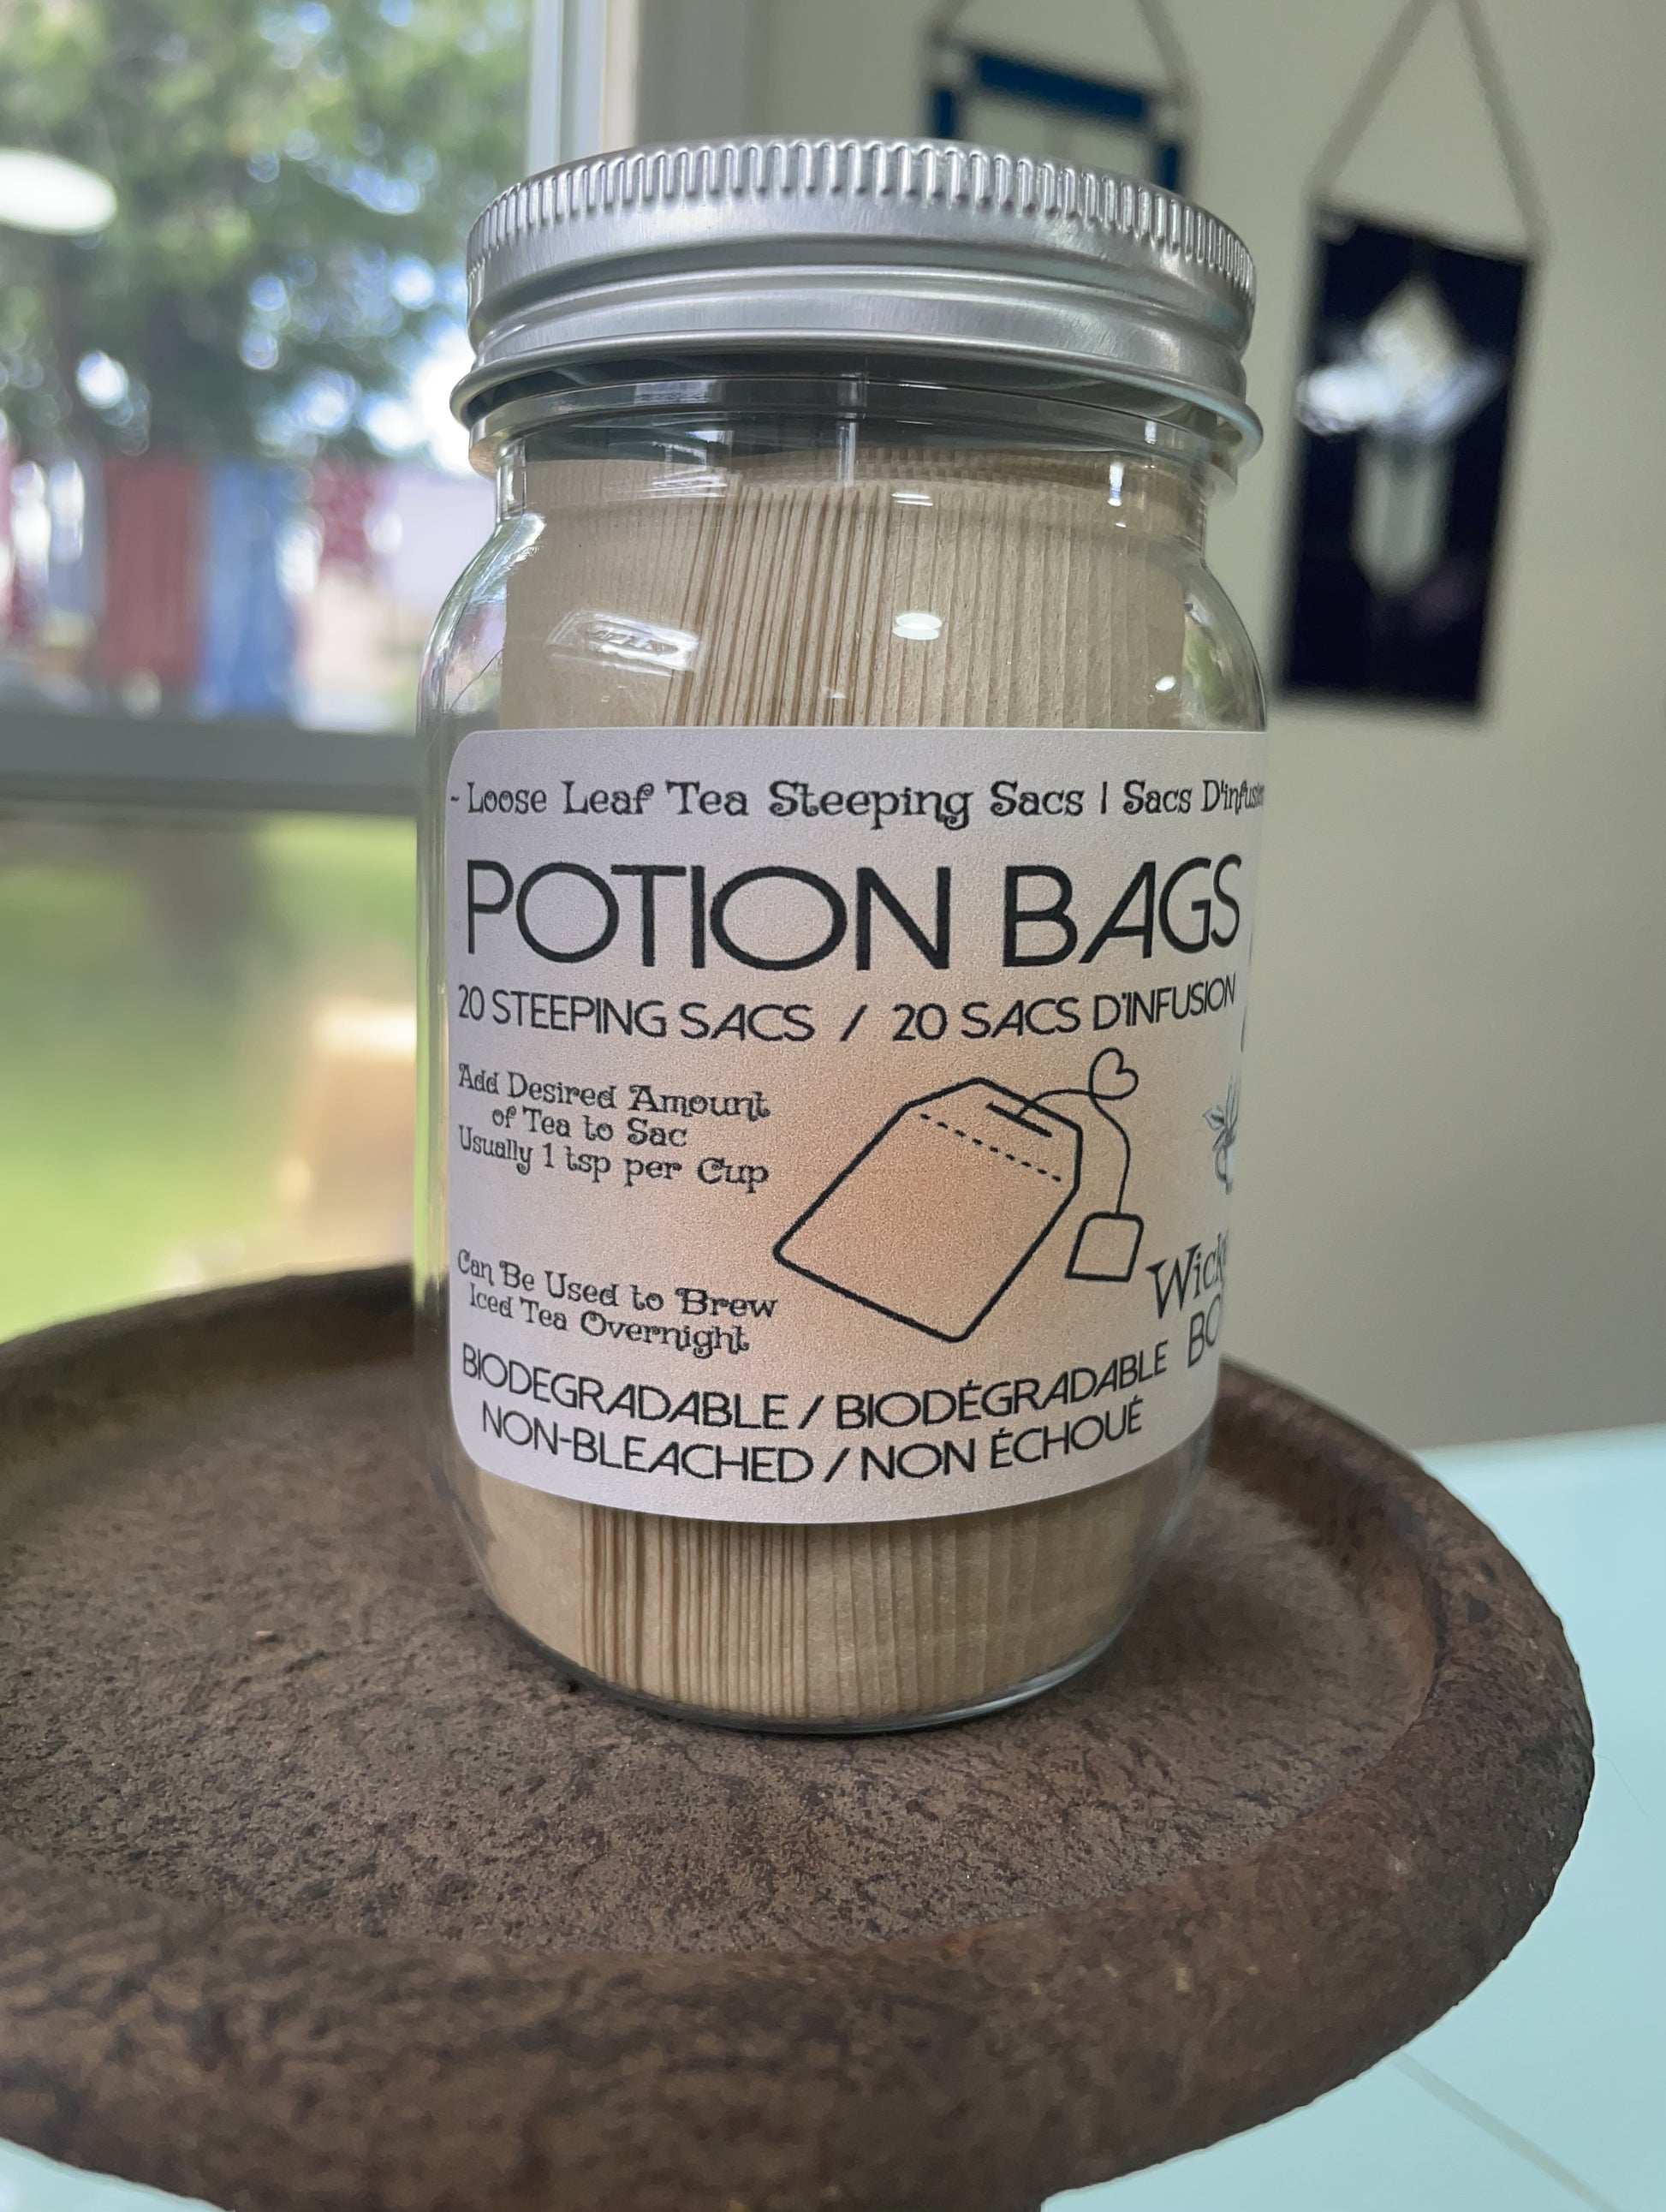 - Loose Leaf Tea Steeping Sacs | Sacs
POTION BAGS
20 STEEPING SACS / 20 SACS D'INFUSION
Add Desired Amount
of Tea to Sac
Usually 1 tsp per Cup
Can Be Used to Brew
Iced Tea Overnight
BIODEGRADABLE / BIODÉGRADABLE
NON-BLEACHED / NON ÉCHOUÉ